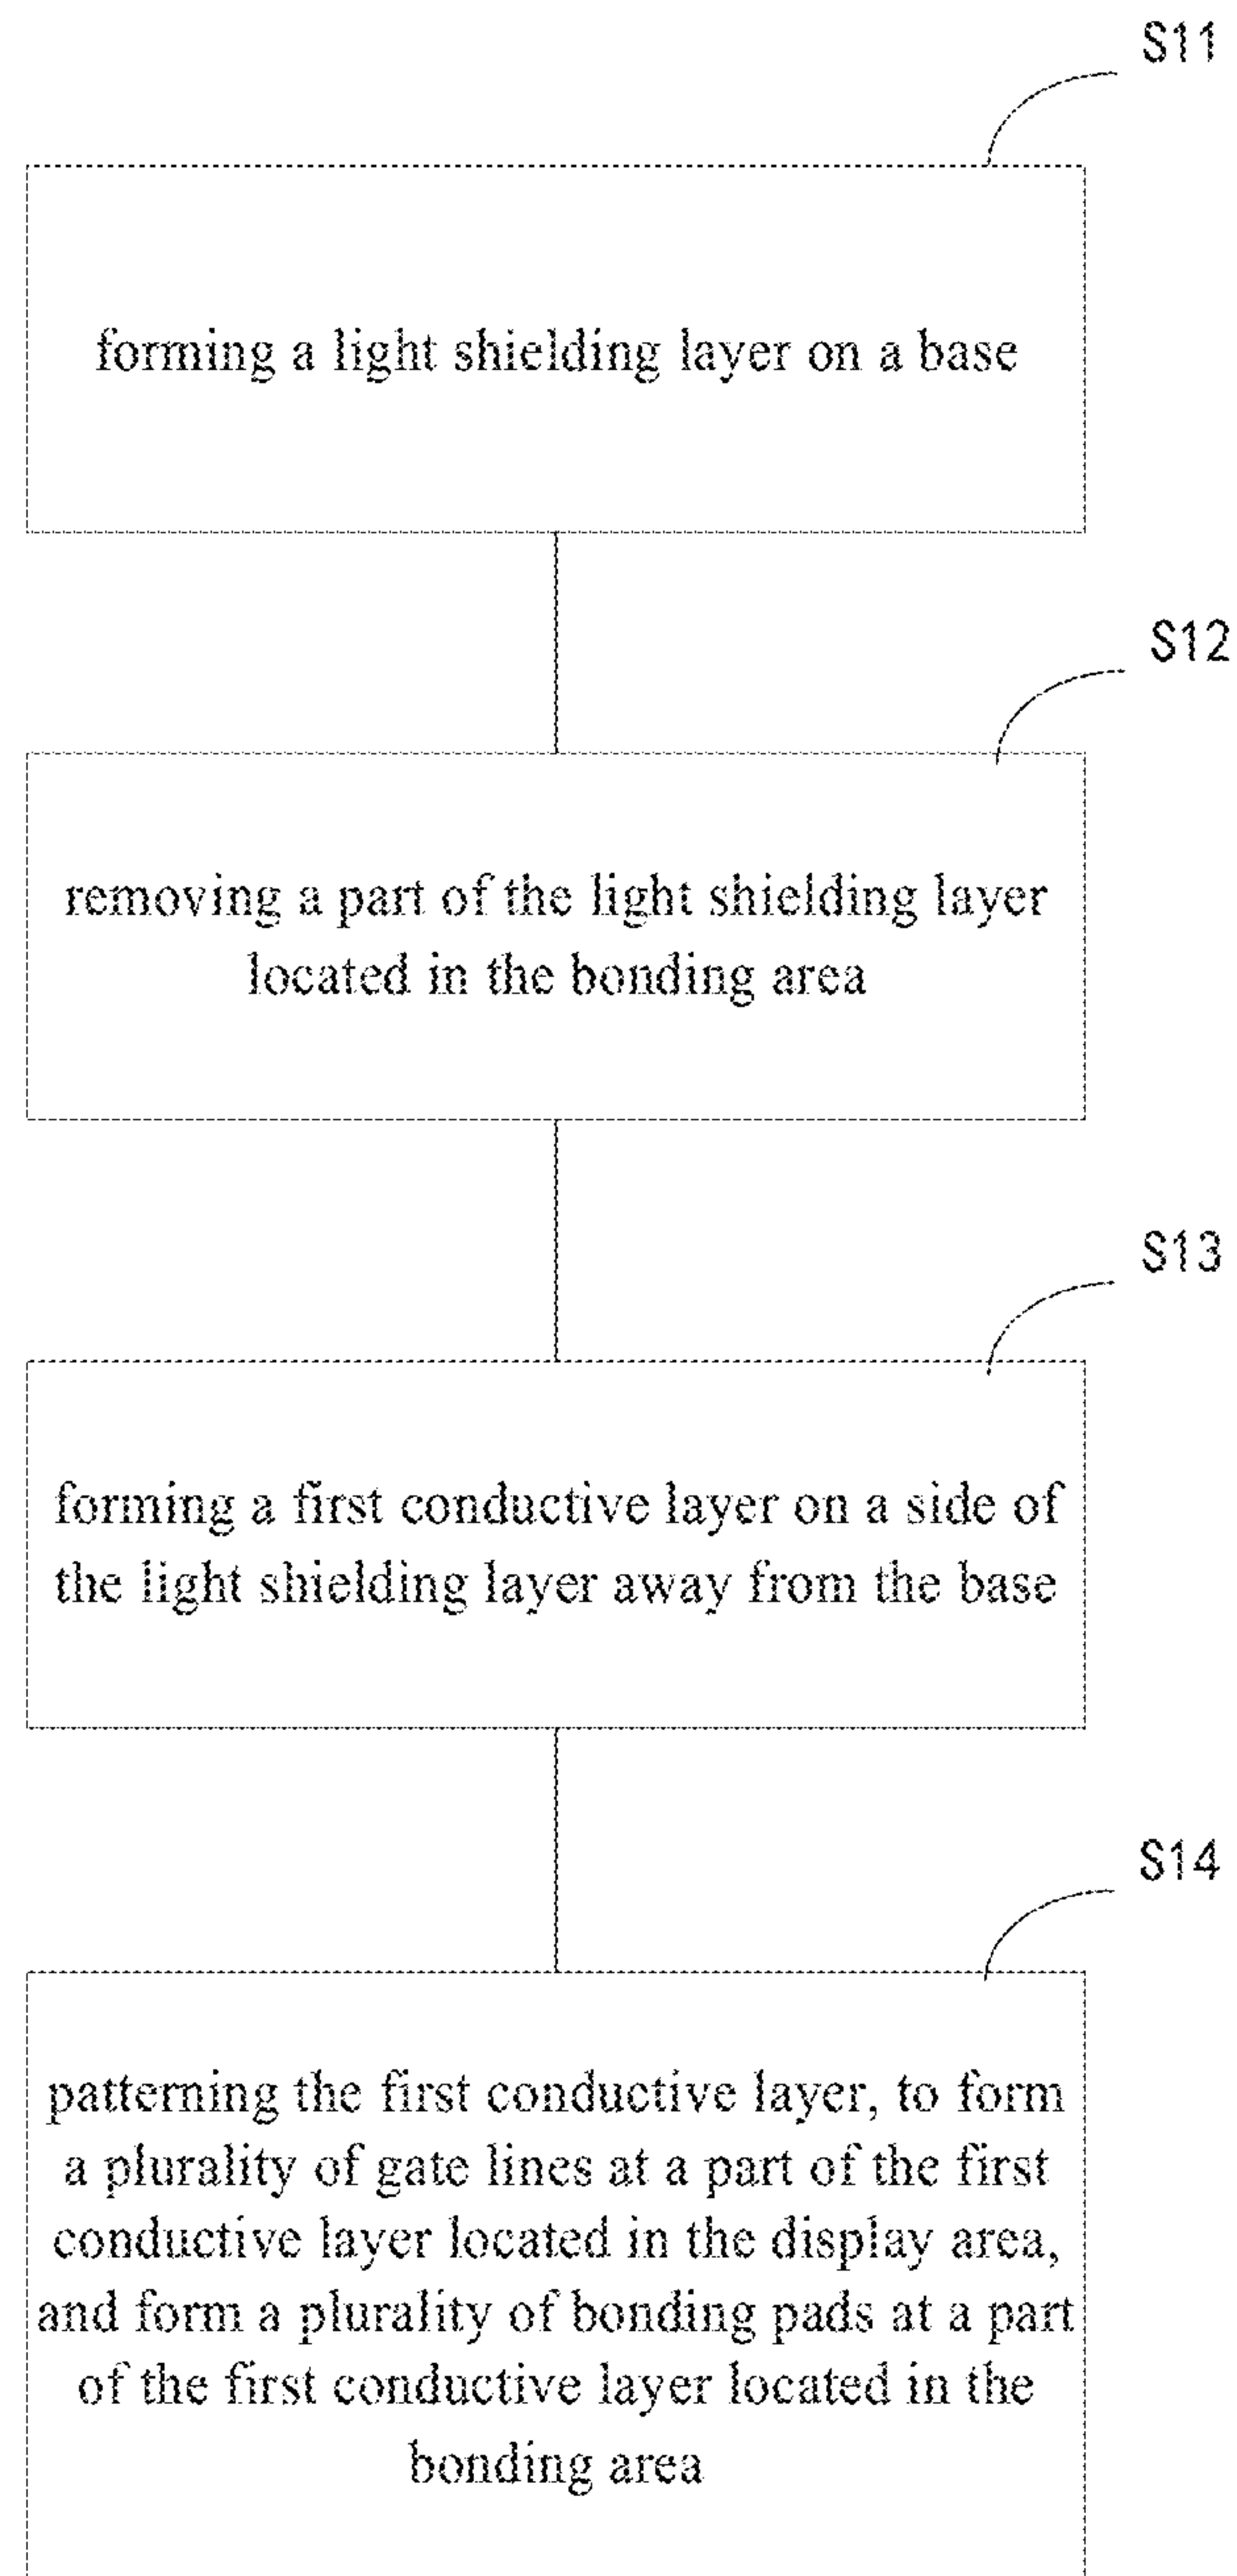 S11
forming a light shielding layer on a base
S12
removing a part of the light shielding layer
located in the bonding area
S13
forming a first conductive layer on a side of
the light shielding layer away from the base
S14
patterning the first conductive layer, to form
a plurality of gate lines at a part of the first
conductive layer located in the display area,
and form a plurality of bonding pads at a part
of the first conductive layer located in the
bonding area